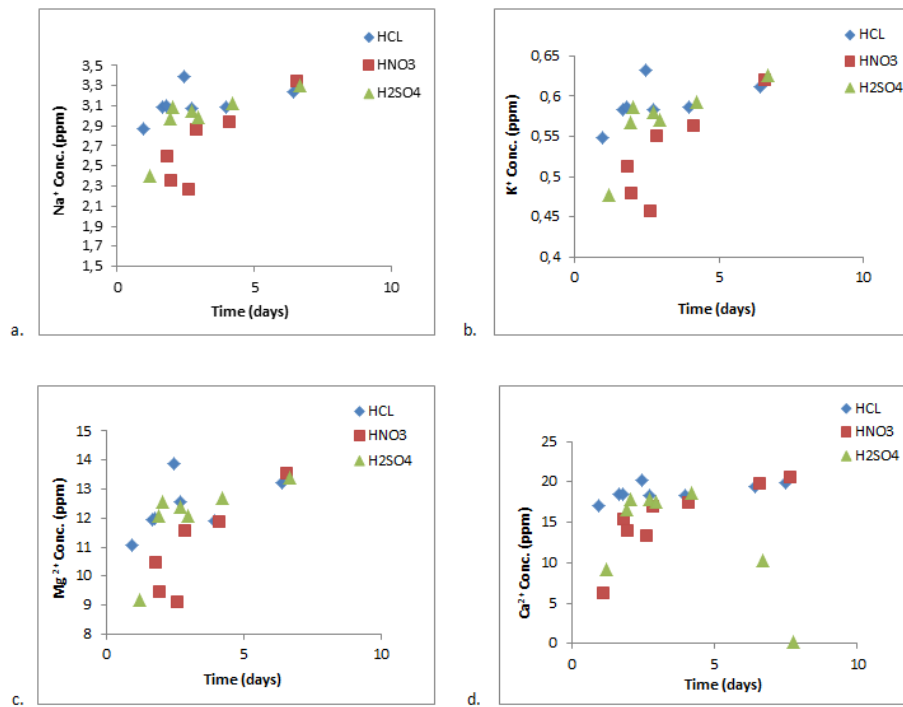 HCL
HNO3
H2SO4
3,5
3,3
3,1
2,9
2,7
2,5
2,3
2,1
1,9
1,7
1,5
Na⁺ Conc. (ppm)
0 5 10
Time (days)
a.
HCL
HNO3
H2SO4
0,65
0,6
0,55
0,5
0,45
0,4
K⁺ Conc. (ppm)
0 5 10
Time (days)
b.
HCL
HNO3
H2SO4
15
14
13
12
11
10
9
8
Mg ²⁺ Conc. (ppm)
0 5 10
Time (days)
c.
HCL
HNO3
H2SO4
25
20
15
10
5
0
Ca²⁺ Conc. (ppm)
0 5 10
Time (days)
d.